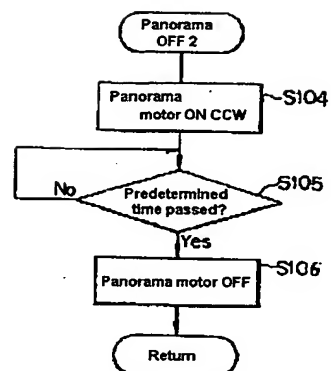 Panorama
OFF 2
Panorama
motor ON CCW
S104
No
Predetermined
time passed?
S105
Yes
Panorama motor OFF
S106
Return